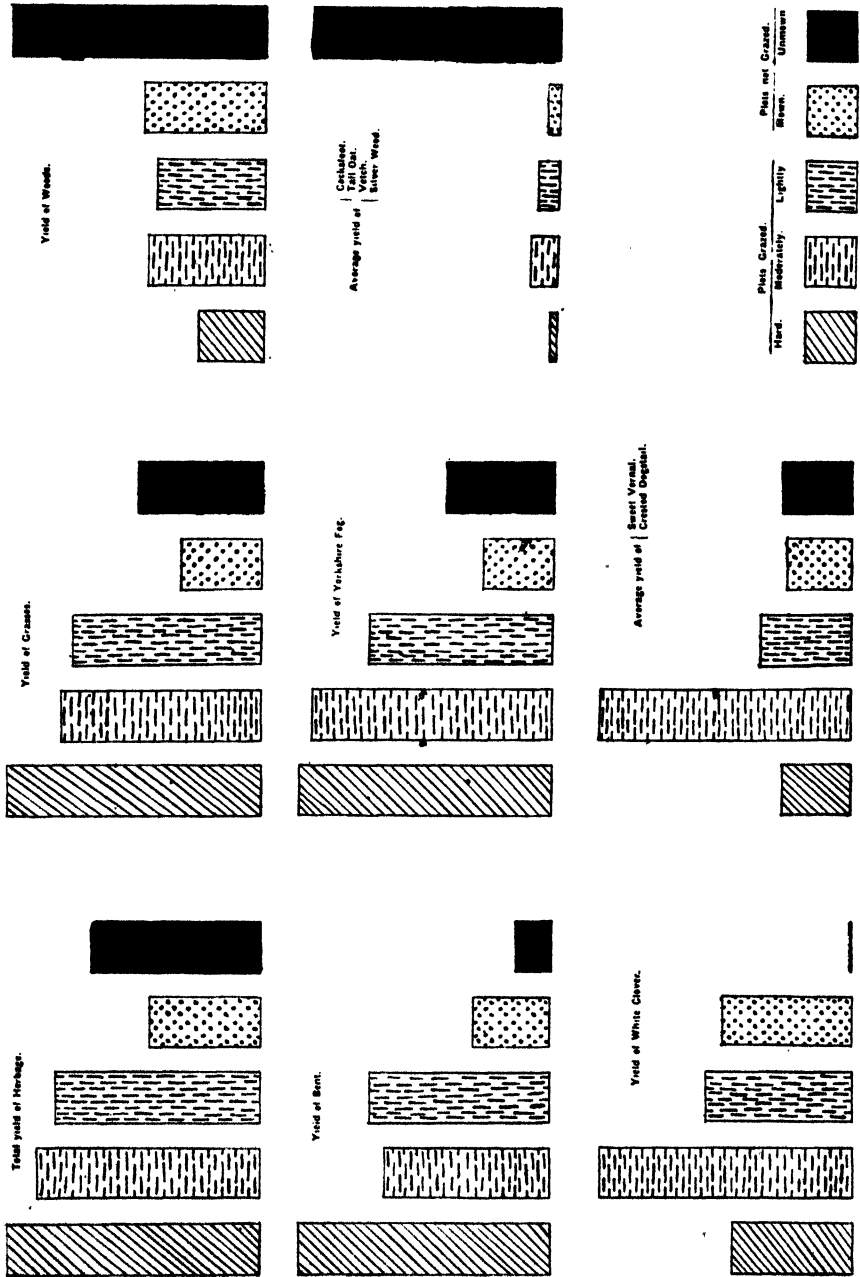 Total yield of Herbage.
Yield of Grasses.
Yield of Weeds.
Yield of Bent.
Yield of Yorkshire Fog.
Average yield of
Cocksfoot.
Tall Oat.
Vetch.
Silver Weed.
Yield of White Clover.
Average yield of
Sweet Vernal.
Crested Dogstail.
Plots Grazed.
Plots not Grazed.
Hard.
Moderately.
Lightly
Mown.
Unmown